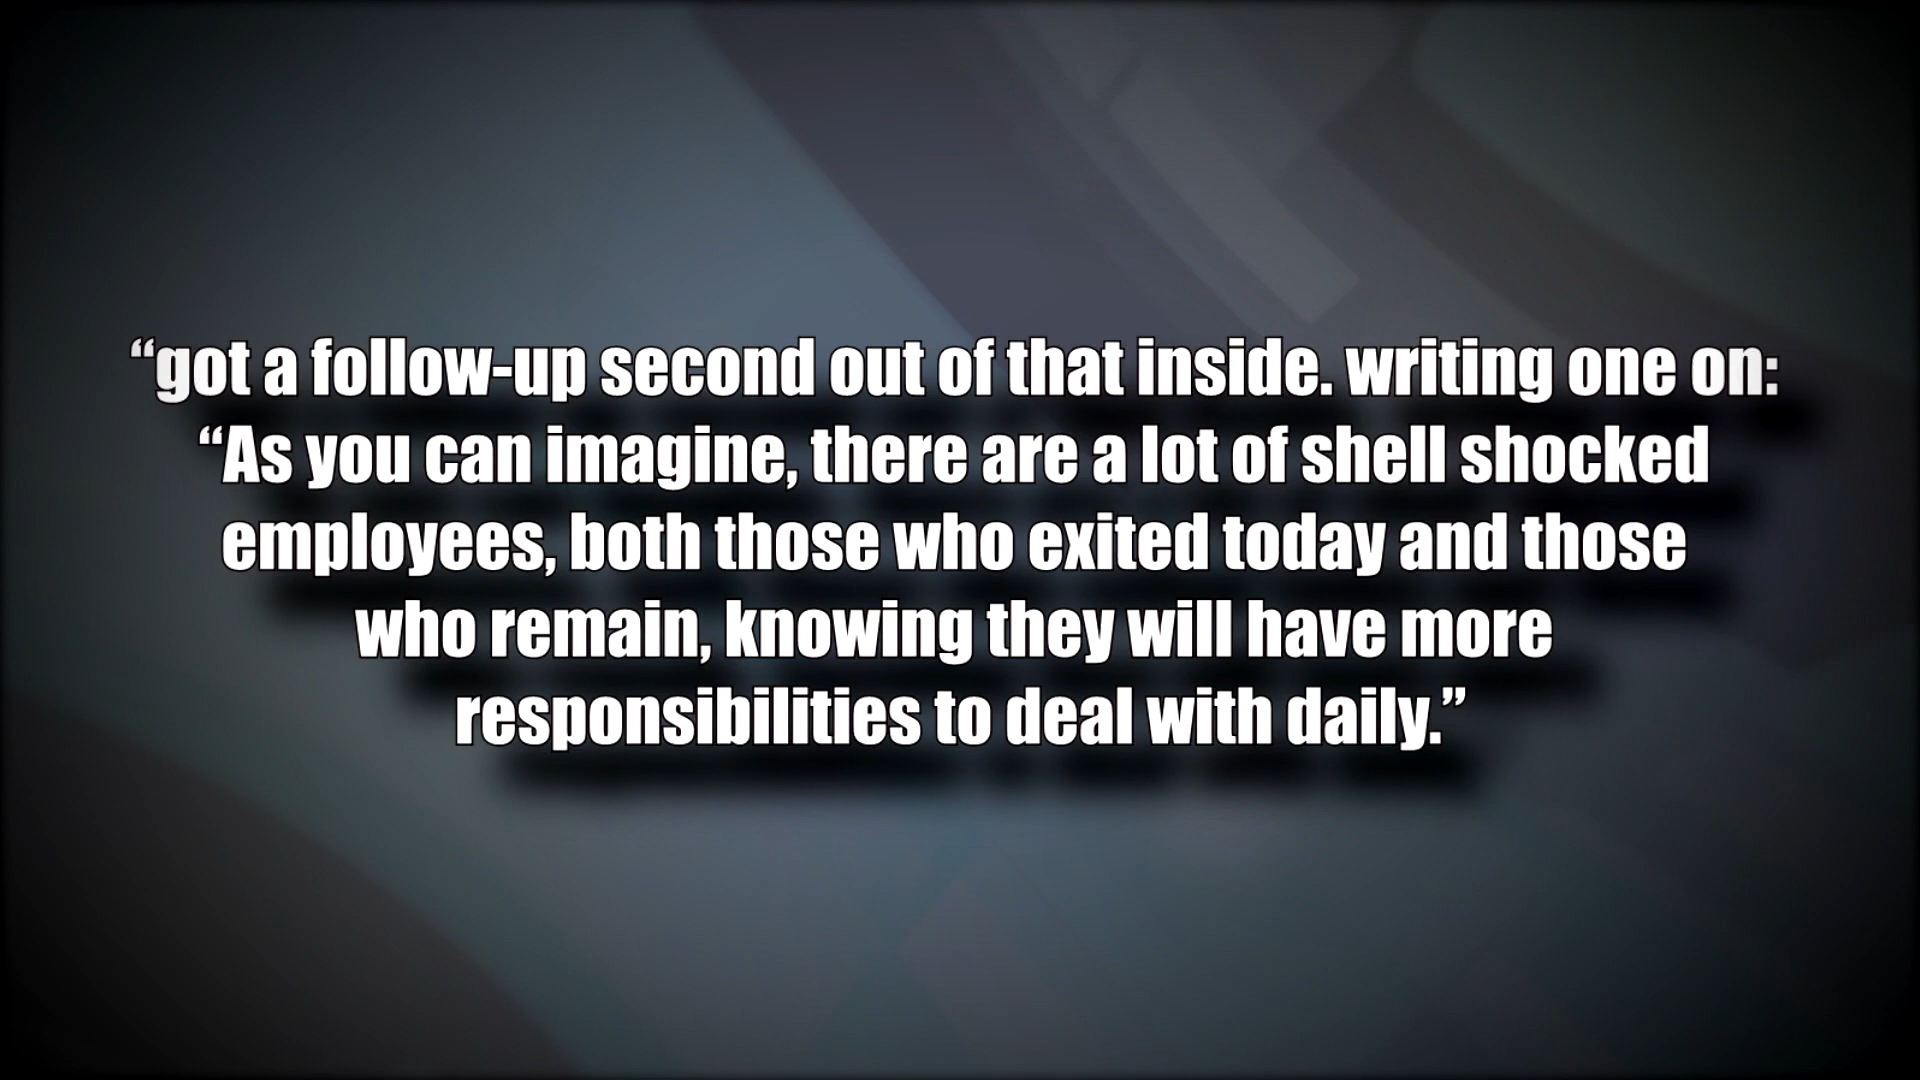 “got a follow-up second out of that inside. writing one on:
“As you can imagine, there are a lot of shell shocked
employees, both those who exited today and those
who remain, knowing they will have more
responsibilities to deal with daily.”